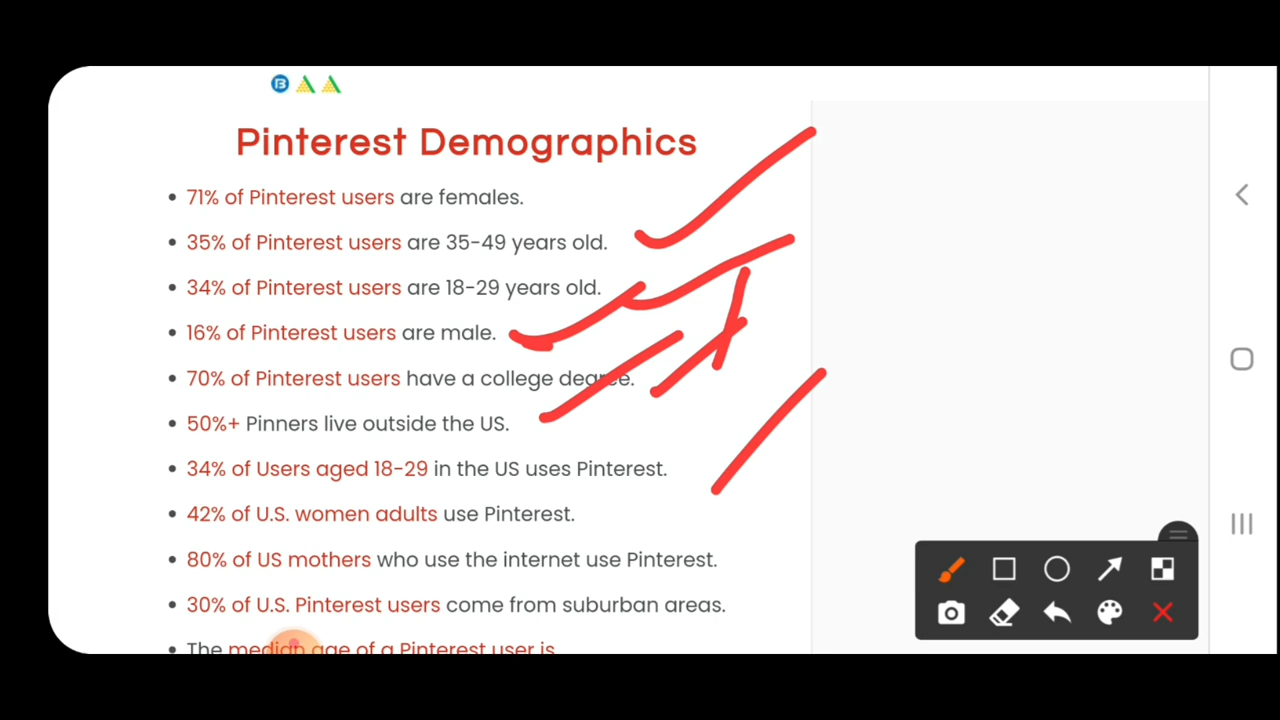 B
Pinterest Demographics
• 71% of Pinterest users are females.
• 35% of Pinterest users are 35-49 years old.
• 34% of Pinterest users are 18-29 years old.
• 16% of Pinterest users are male.
• 70% of Pinterest users have a college degree.
• 50%+ Pinners live outside the US.
• 34% of Users aged 18-29 in the US uses Pinterest.
• 42% of U.S. women adults use Pinterest.
• 80% of US mothers who use the internet use Pinterest.
• 30% of U.S. Pinterest users come from suburban areas.
• The median age of a Pinterest user is